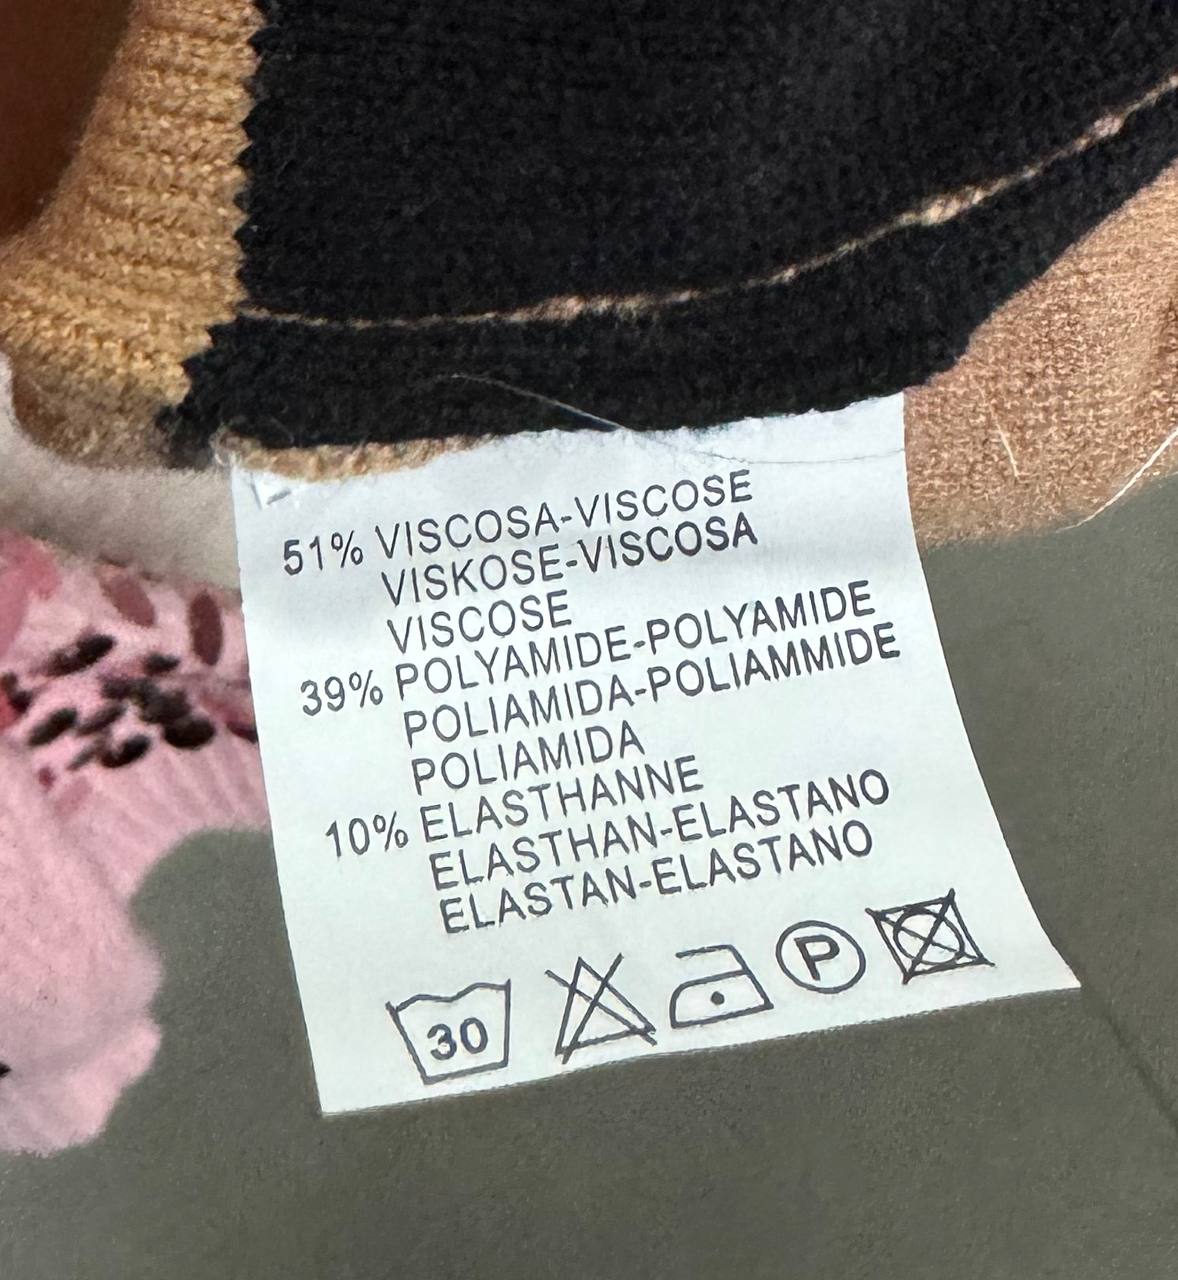 51% VISCOSA-VISCOSE
VISKOSE-VISCOSA
VISCOSE
39% POLYAMIDE-POLYAMIDE
POLIAMIDA-POLIAMMIDE
POLIAMIDA
10% ELASTHANNE
ELASTHAN-ELASTANO
ELASTAN-ELASTANO
30 P